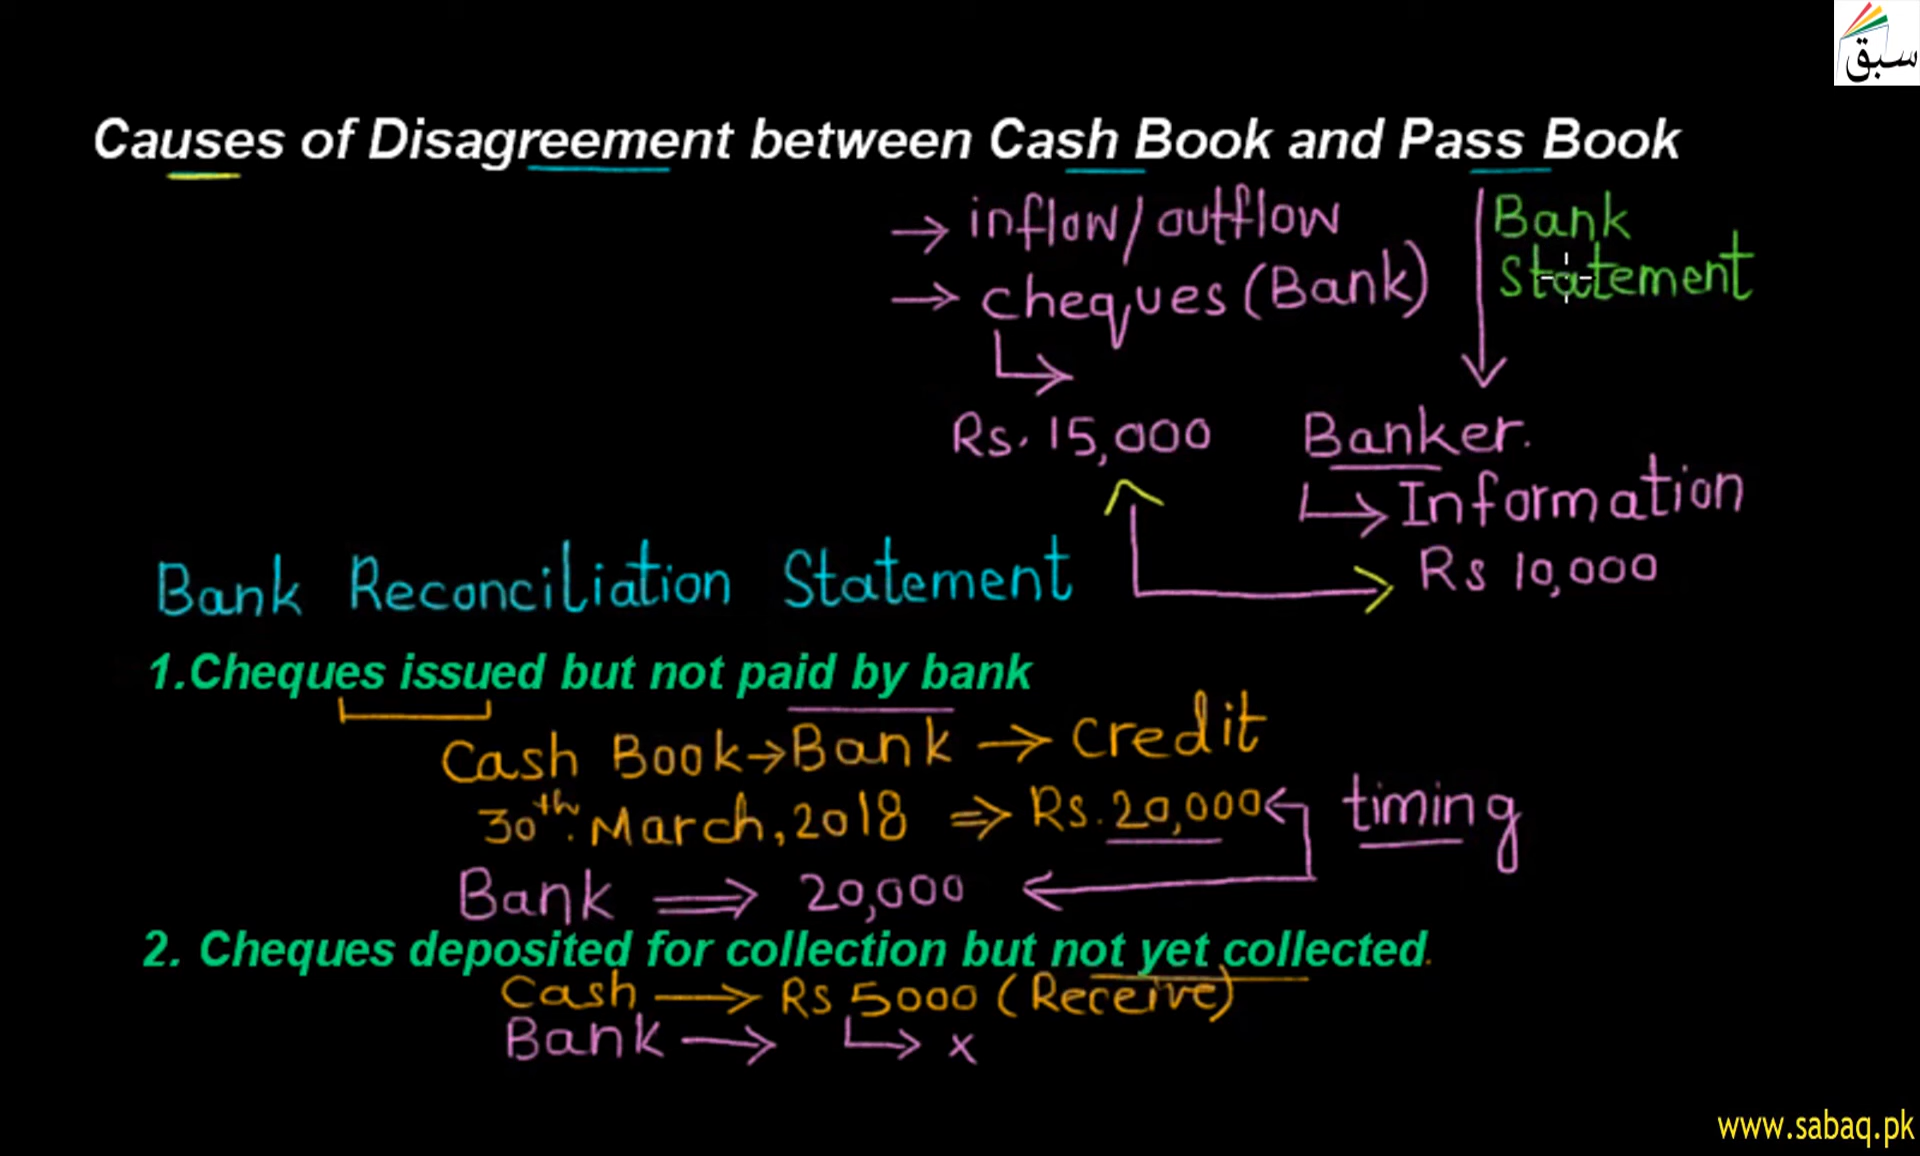 سبق
Causes of Disagreement between Cash Book and Pass Book
→ inflow/outflow
→ cheques (Bank)
Rs. 15,000
Bank
Statement
Banker.
Information
Rs 10,000
Bank Reconciliation Statement
1.Cheques issued but not paid by bank
Cash Book→Bank → credit
30th. March, 2018 ⇒ Rs. 20,000
timing
Bank ⇒ 20,000
2. Cheques deposited for collection but not yet collected.
Cash → Rs 5000 (Receive)
Bank → ↳ x
www.sabaq.pk